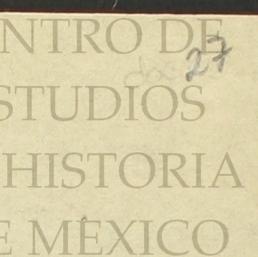 NTRO DE
27
STUDIOS
HISTORIA
E MÉXICO